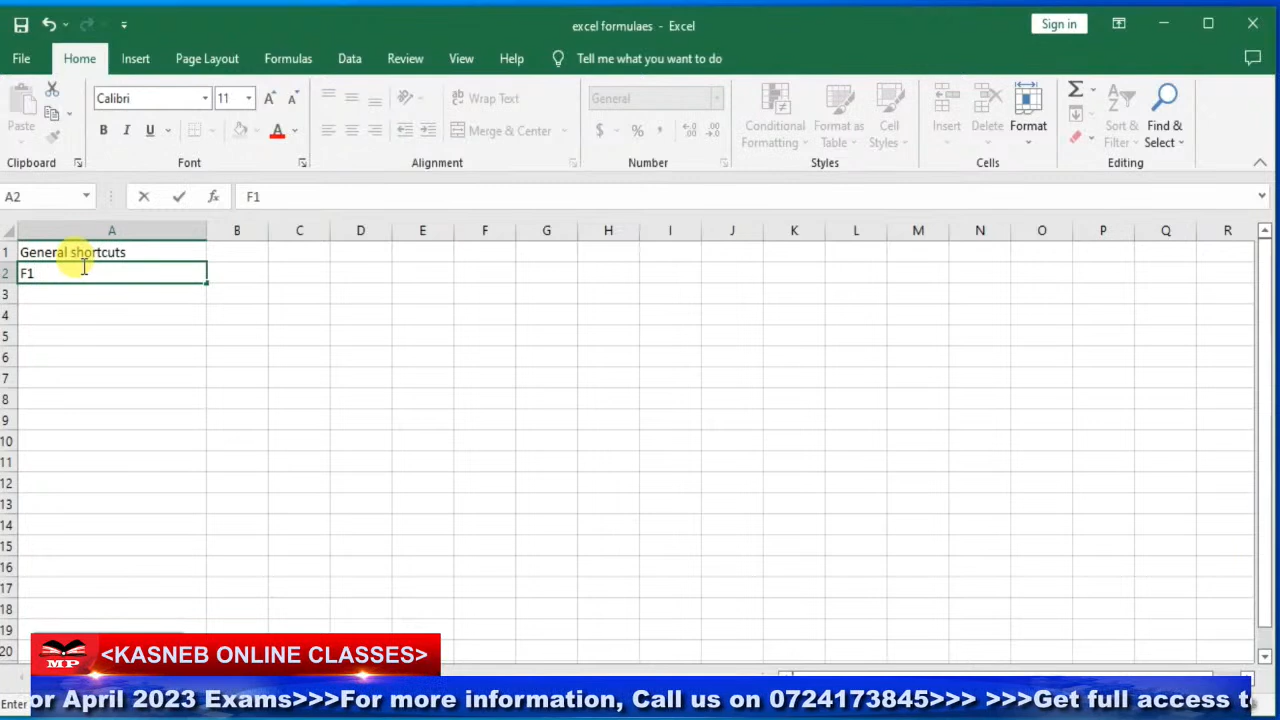 excel formulaes - Excel
Sign in
File Home Insert Page Layout Formulas Data Review View Help Tell me what you want to do
Calibri 11 A A Wrap Text General Σ
Paste B I U A Merge & Center $ % , Conditional Formatting Format as Table Cell Styles Insert Delete Format Sort & Filter Find & Select
Clipboard Font Alignment Number Styles Cells Editing
A2 fx F1
A B C D E F G H I J K L M N O P Q R
1 General shortcuts
2 F1
3
4
5
6
7
8
9
10
11
12
13
14
15
16
17
18
19
20
MP <KASNEB ONLINE CLASSES>
Enter or April 2023 Exams>>>For more information, Call us on 0724173845>>> >>>Get full access